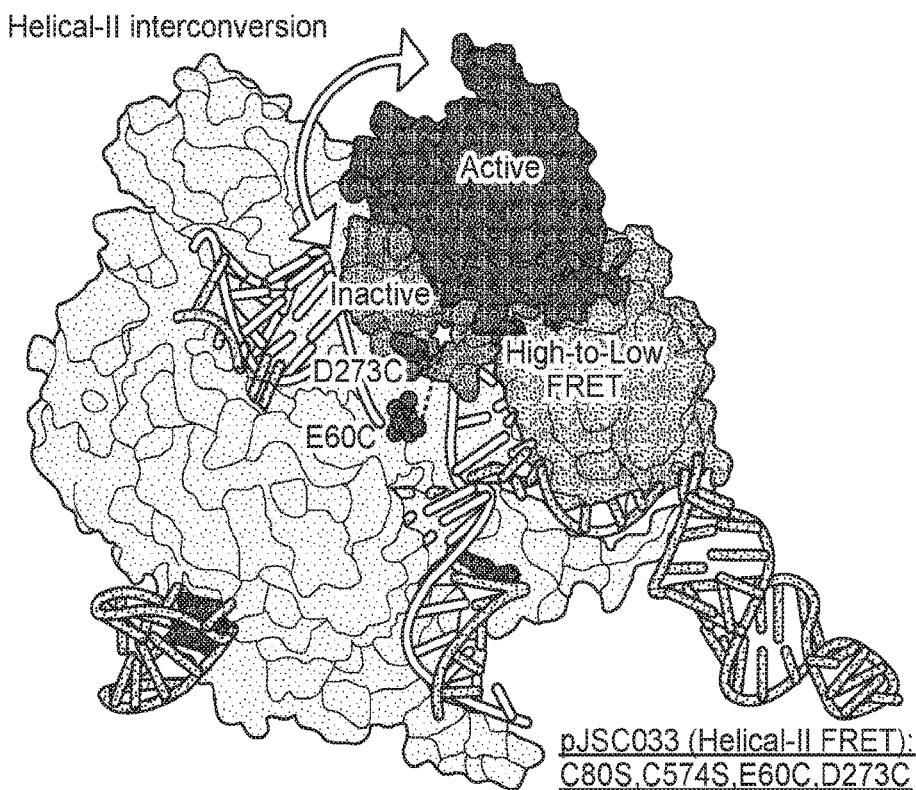 Helical-II interconversion
Active
Inactive
High-to-Low
FRET
D273C
E60C
pJSC033 (Helical-II FRET):
C80S,C574S,E60C,D273C